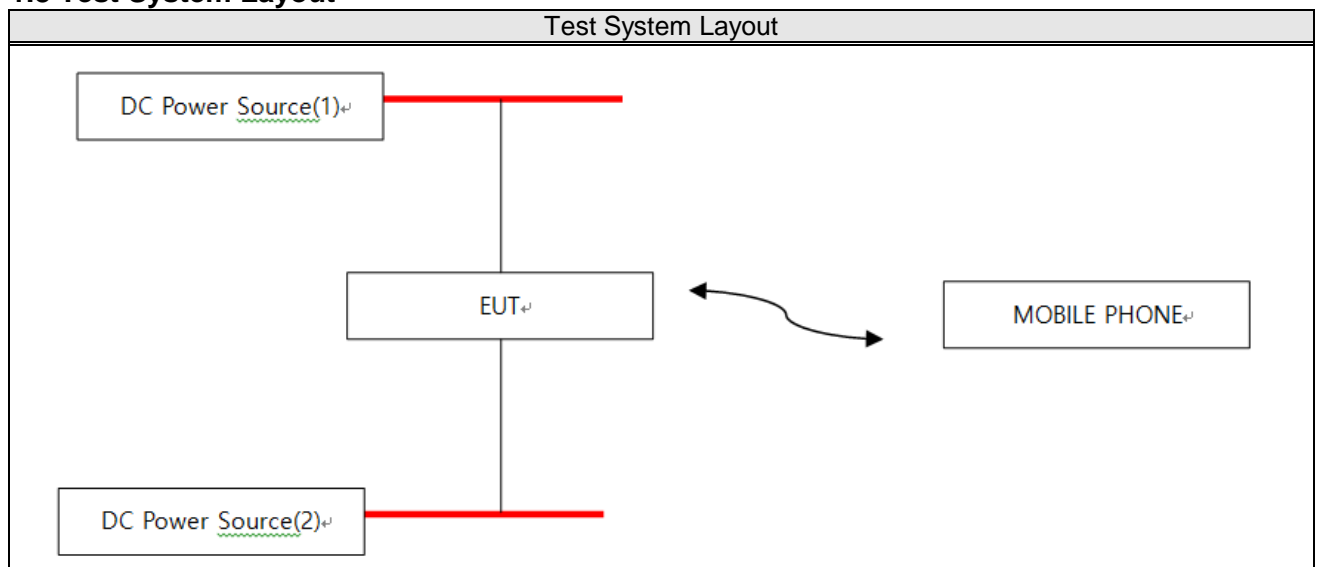 Test System Layout
DC Power Source(1)
EUT
MOBILE PHONE
DC Power Source(2)